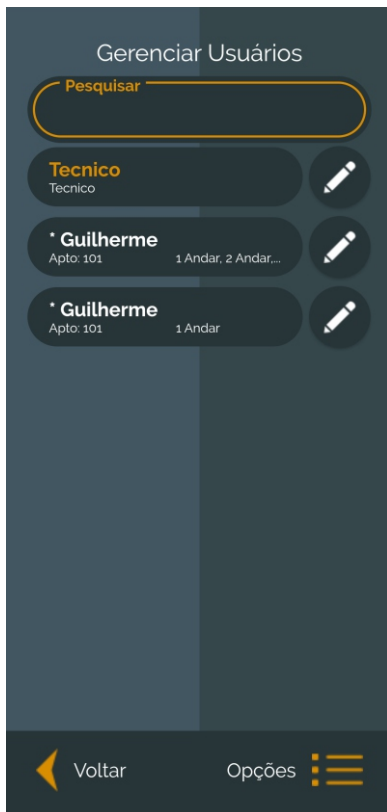 Gerenciar Usuários
Pesquisar
Tecnico
Tecnico
* Guilherme
Apto: 101 1 Andar, 2 Andar,...
* Guilherme
Apto: 101 1 Andar
Voltar Opções